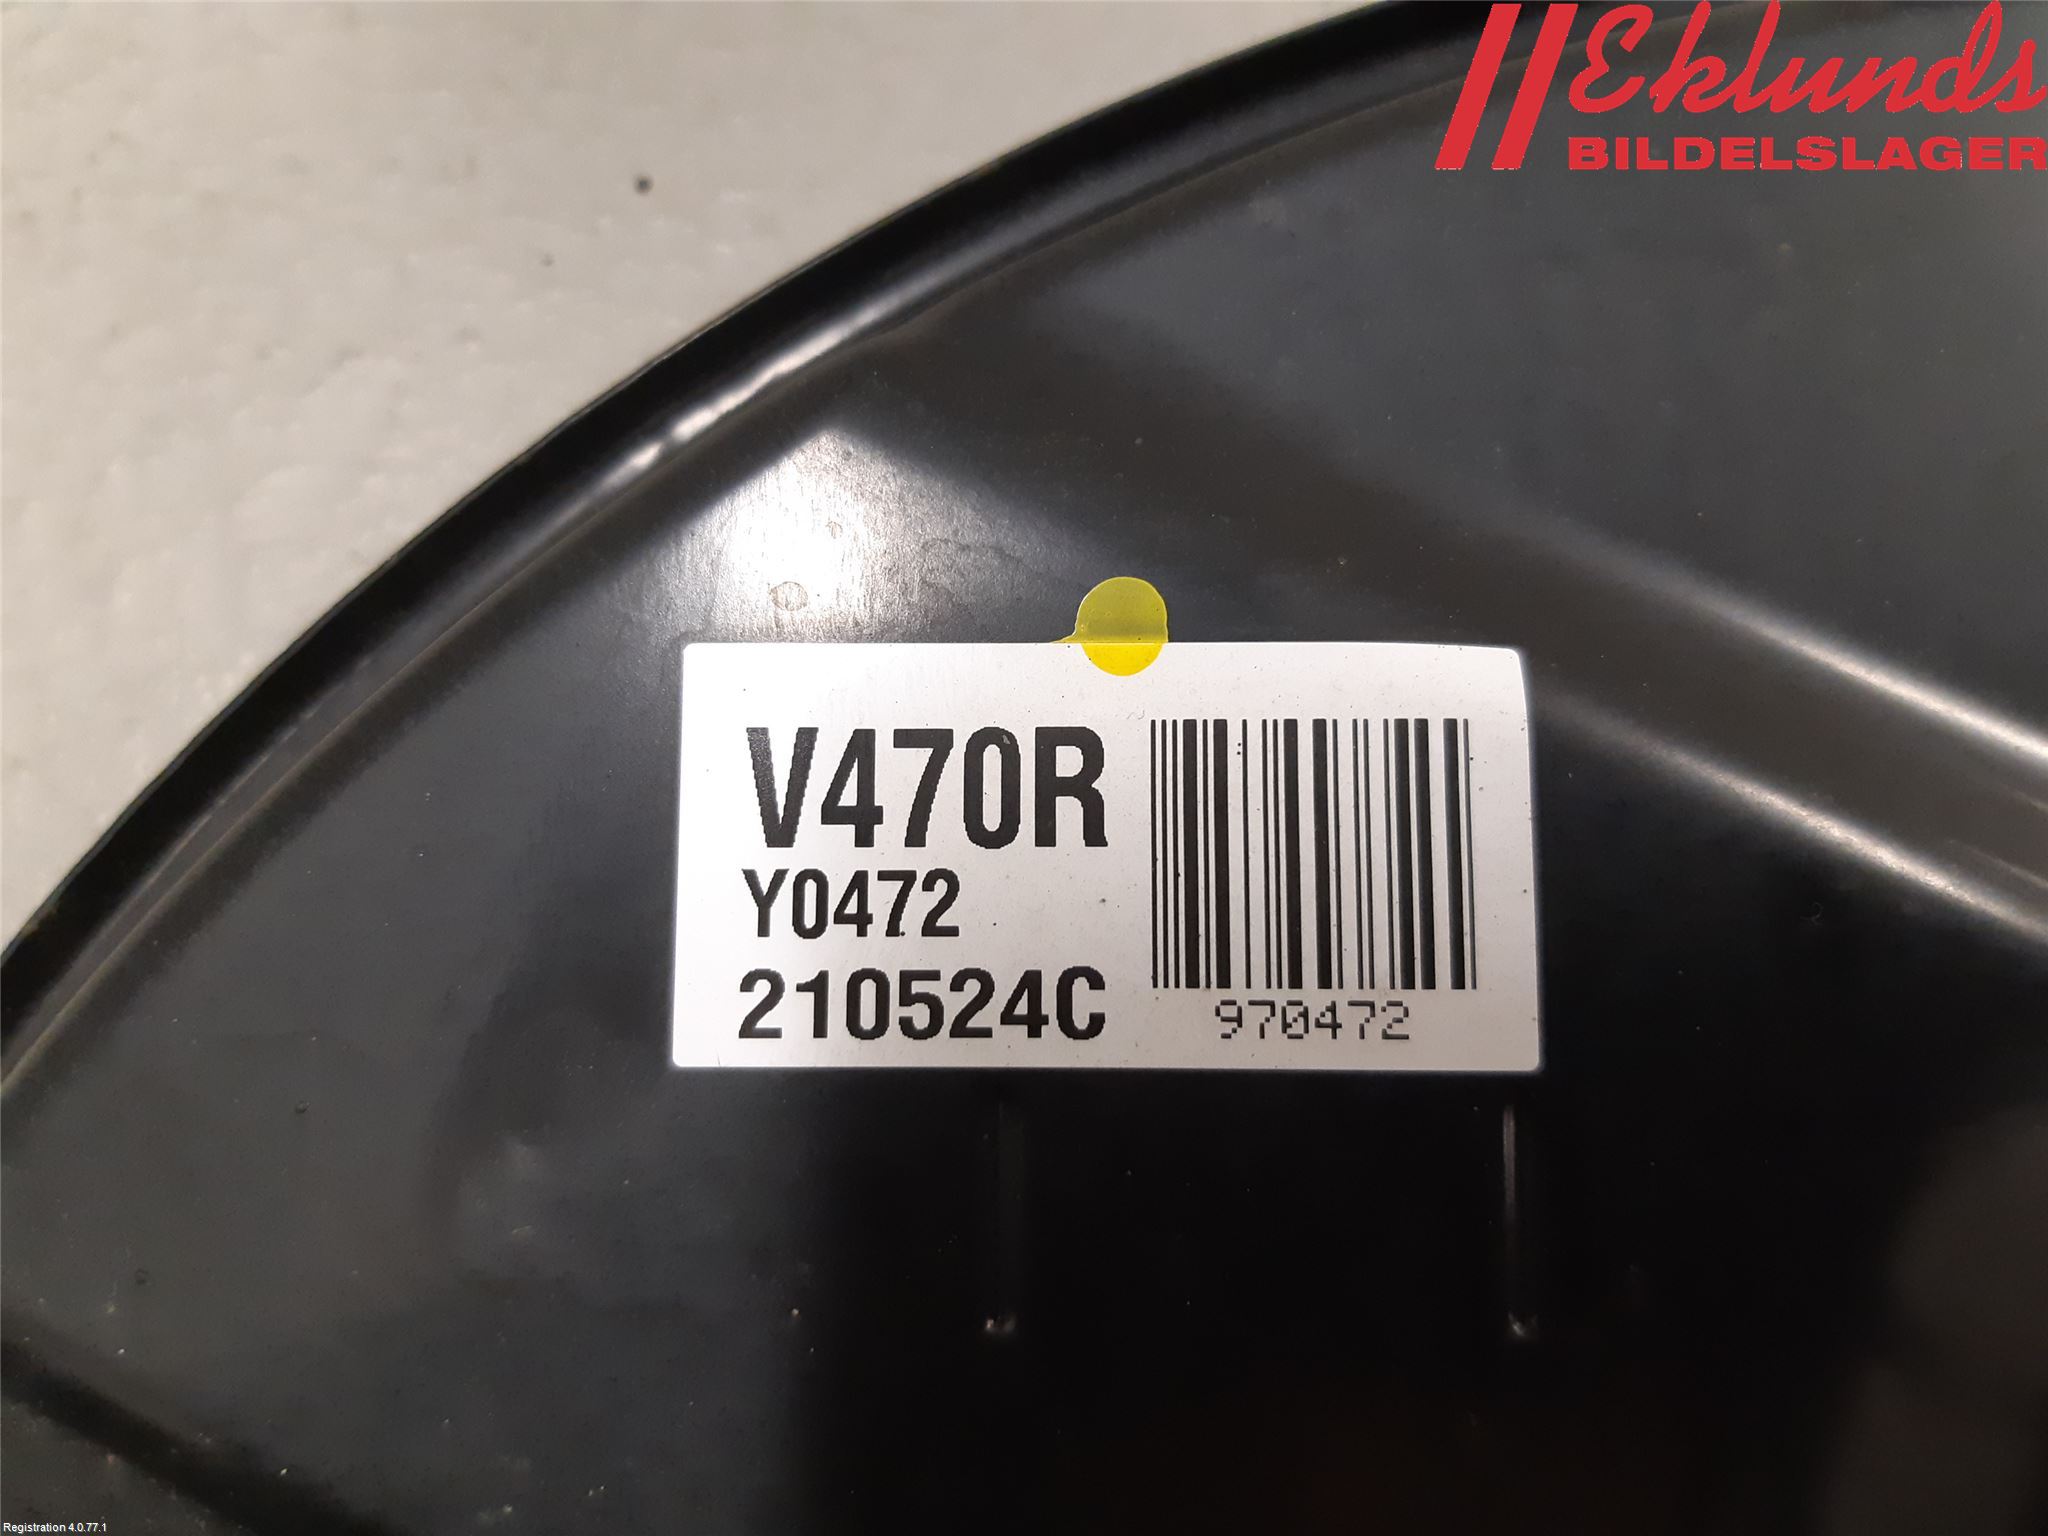 Eklunds
BILDELSLAGER
V470R
Y0472
210524C
970472
Registration 4.0.77.1